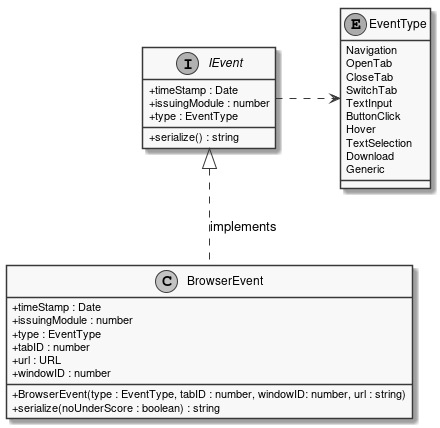 E EventType
Navigation
OpenTab
CloseTab
SwitchTab
TextInput
ButtonClick
Hover
TextSelection
Download
Generic
I IEvent
+timeStamp : Date
+issuingModule : number
+type : EventType
+serialize() : string
implements
C BrowserEvent
+timeStamp : Date
+issuingModule : number
+type : EventType
+tabID : number
+url : URL
+windowID : number
+BrowserEvent(type : EventType, tabID : number, windowID: number, url : string)
+serialize(noUnderScore : boolean) : string